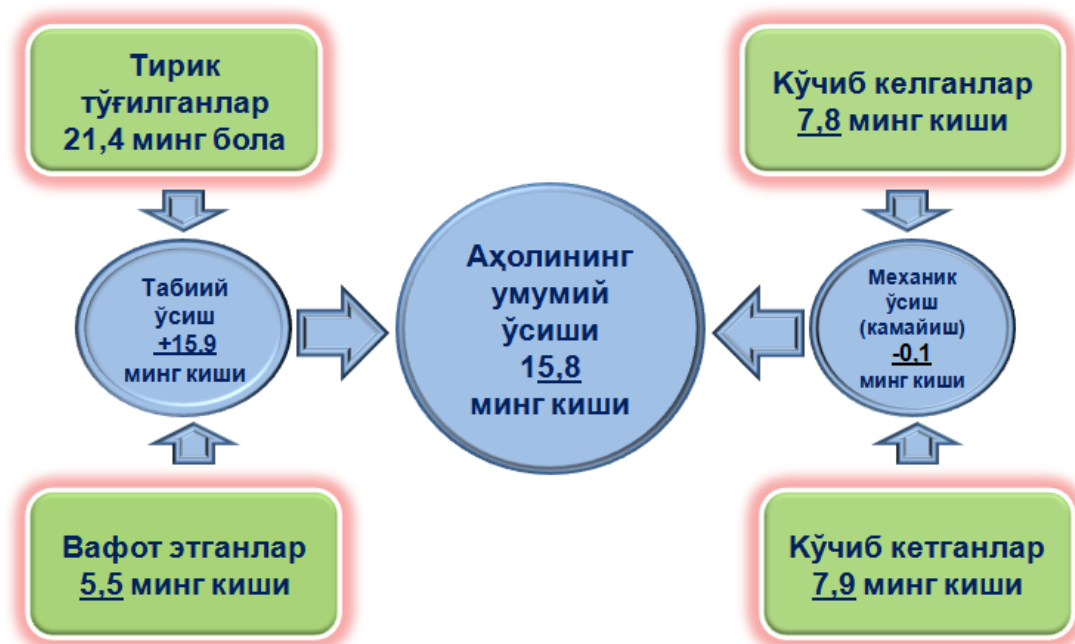 Тирик
тўғилганлар
21,4 минг бола
Кўчиб келганлар
7,8 минг киши
Табиий
ўсиш
+15,9
минг киши
Аҳолининг
умумий
ўсиши
15,8
минг киши
Механик
ўсиш
(камайиш)
-0,1
минг киши
Вафот этганлар
5,5 минг киши
Кўчиб кетганлар
7,9 минг киши